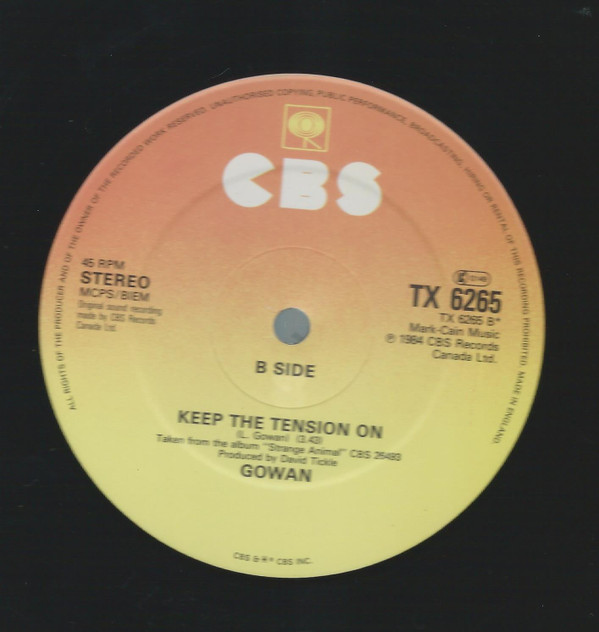 ALL RIGHTS OF THE PRODUCER AND OF THE OWNER OF THE RECORDED WORK RESERVED. UNAUTHORISED COPYING, PUBLIC PERFORMANCE, BROADCASTING, HIRING OR RENTAL OF THIS RECORDING PROHIBITED. MADE IN ENGLAND.
CBS
45 RPM
STEREO
MCPS/BIEM
Original sound recording
made by CBS Records
Canada Ltd.
TX 6265
TX 6265 B*
Mark-Cain Music
℗ 1984 CBS Records
Canada Ltd.
B SIDE
KEEP THE TENSION ON
(L. Gowan) (3.43)
Taken from the album "Strange Animal" CBS 26493
Produced by David Tickle
GOWAN
CBS & ® CBS INC.